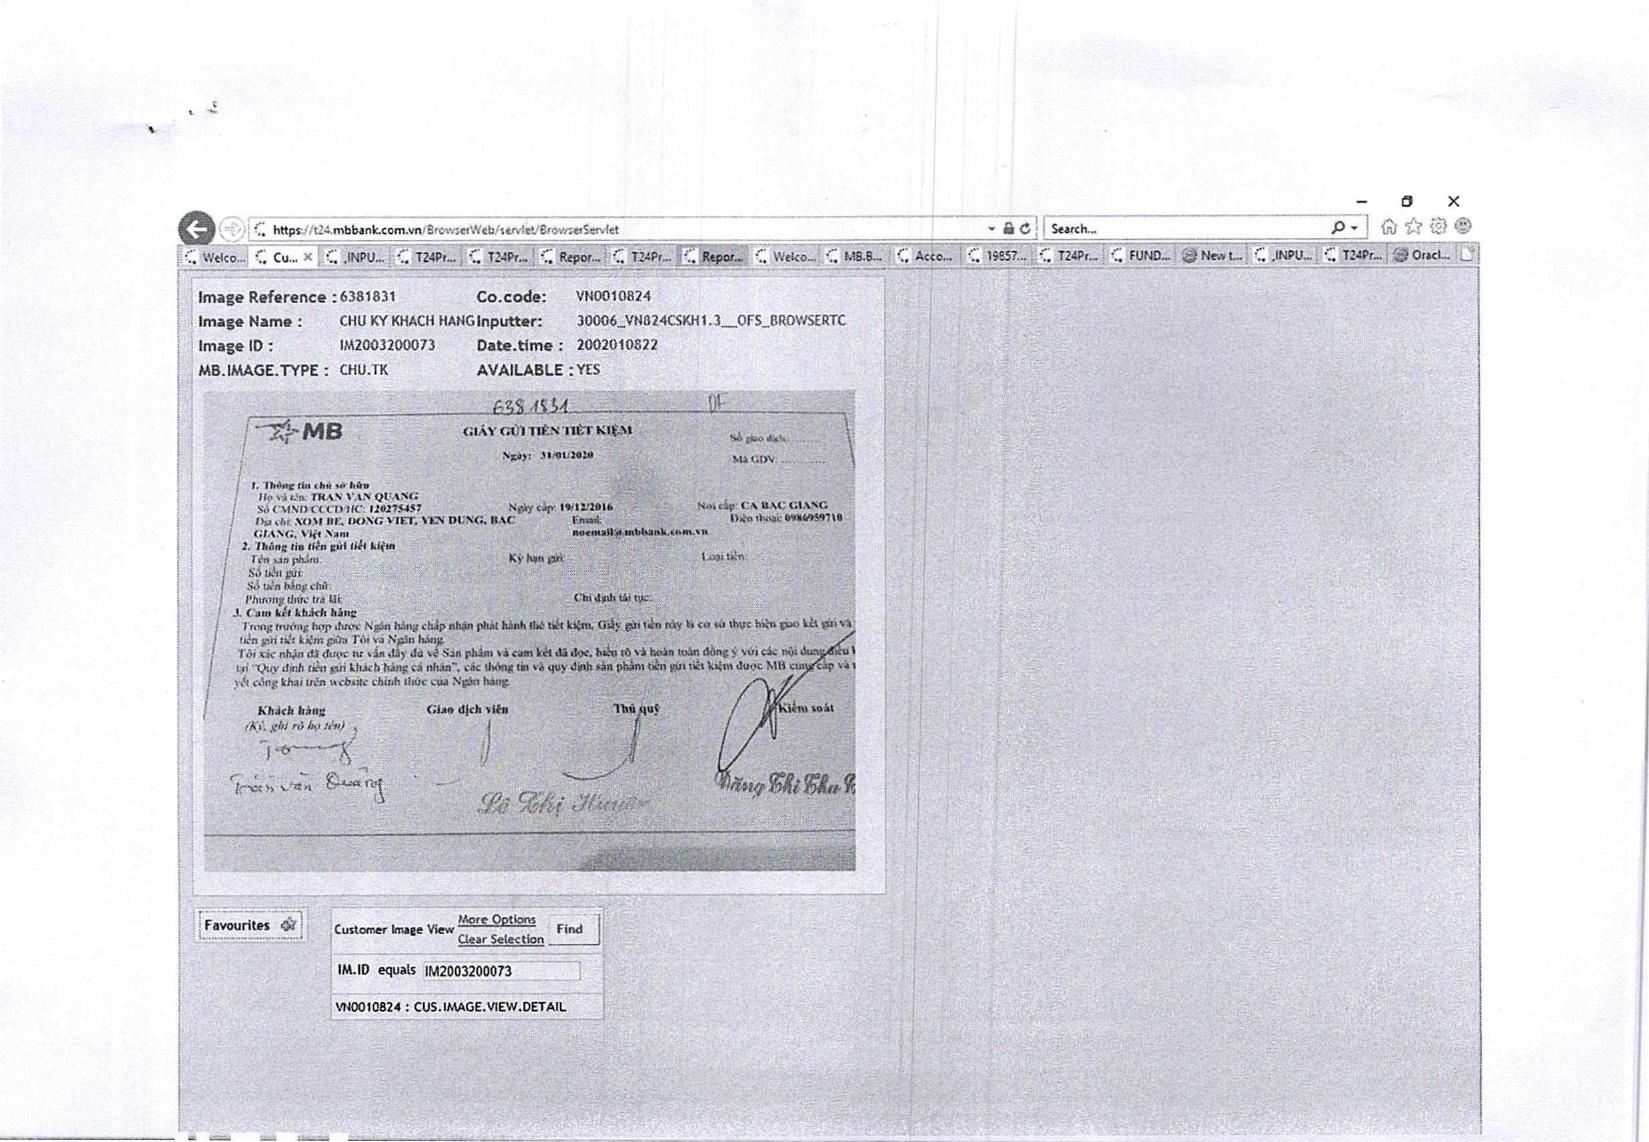 https://t24.mbbank.com.vn/BrowserWeb/servlet/BrowserServlet Search...
Welco... Cu... ,INPU... T24Pr... T24Pr... Repor... T24Pr... Repor... Welco... MB.B... Acco... 19857... T24Pr... FUND... New t... ,INPU... T24Pr... Oracl...
Image Reference : 6381831 Co.code: VN0010824
Image Name : CHU KY KHACH HANG Inputter: 30006_VN824CSKH1.3__OFS_BROWSERTC
Image ID : IM2003200073 Date.time : 2002010822
MB.IMAGE.TYPE : CHU.TK AVAILABLE : YES
6381831 DF
MB GIẤY GỬI TIỀN TIẾT KIỆM Số giao dịch: ........
Ngày: 31/01/2020 Mã GDV: ............
1. Thông tin chủ sở hữu
Họ và tên: TRAN VAN QUANG
Số CMND/CCCD/HC: 120275457 Ngày cấp: 19/12/2016 Nơi cấp: CA BAC GIANG
Địa chỉ: XOM BE, DONG VIET, YEN DUNG, BAC Email: Điện thoại: 0986959710
GIANG, Việt Nam noemail@mbbank.com.vn
2. Thông tin tiền gửi tiết kiệm
Tên sản phẩm: Kỳ hạn gửi: Loại tiền:
Số tiền gửi:
Số tiền bằng chữ:
Phương thức trả lãi: Chỉ định tái tục:
3. Cam kết khách hàng
Trong trường hợp được Ngân hàng chấp nhận phát hành thẻ tiết kiệm, Giấy gửi tiền này là cơ sở thực hiện giao kết gửi và
tiền gửi tiết kiệm giữa Tôi và Ngân hàng.
Tôi xác nhận đã được tư vấn đầy đủ về Sản phẩm và cam kết đã đọc, hiểu rõ và hoàn toàn đồng ý với các nội dung điều
tại "Quy định tiền gửi khách hàng cá nhân", các thông tin và quy định sản phẩm tiền gửi tiết kiệm được MB cung cấp và
yết công khai trên website chính thức của Ngân hàng.
Khách hàng Giao dịch viên Thủ quỹ Kiểm soát
(Ký, ghi rõ họ tên)
Trần Văn Quang Đặng Thị Thu
Lê Thị
Favourites
Customer Image View More Options Find
Clear Selection
IM.ID equals IM2003200073
VN0010824 : CUS.IMAGE.VIEW.DETAIL